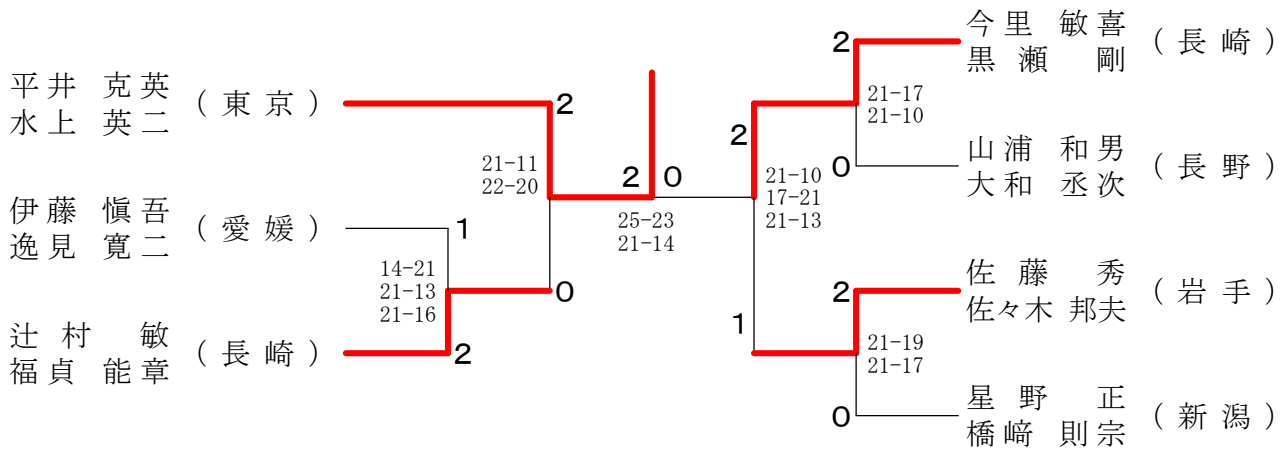 平井 克英
水上 英二
(東京)
2
21-11
22-20
伊藤 愼吾
逸見 寛二
(愛媛)
1
14-21
21-13
21-16
0
辻村 敏
福貞 能章
(長崎)
2
2
0
25-23
21-14
今里 敏喜
黒瀬 剛
(長崎)
2
21-17
21-10
2
0
山浦 和男
大和 丞次
(長野)
21-10
17-21
21-13
佐藤 秀
佐々木 邦夫
(岩手)
2
1
21-19
21-17
0
星野 正
橋﨑 則宗
(新潟)